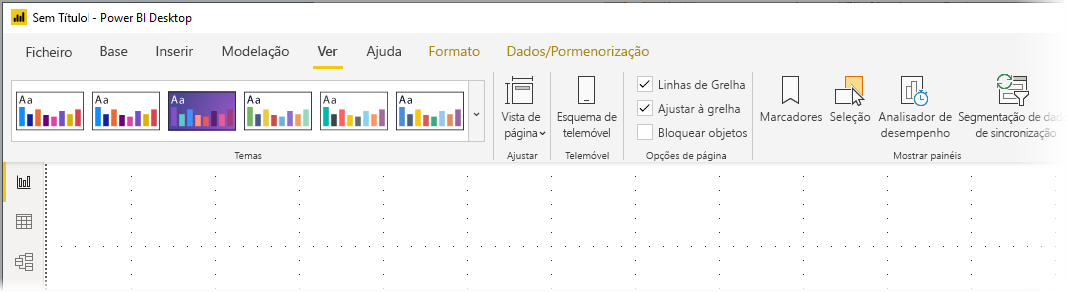 Sem Título - Power BI Desktop
Ficheiro Base Inserir Modelação Ver Ajuda Formato Dados/Pormenorização
Aa Aa Aa Aa Aa Aa
Vista de página
Esquema de telemóvel
Linhas de Grelha
Ajustar à grelha
Bloquear objetos
Marcadores
Seleção
Analisador de desempenho
Segmentação de de sincronização
Temas Ajustar Telemóvel Opções de página Mostrar painéis